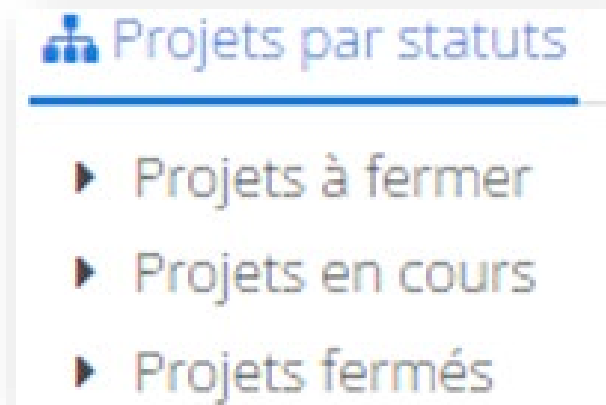 Projets par statuts
Projets à fermer
Projets en cours
Projets fermés